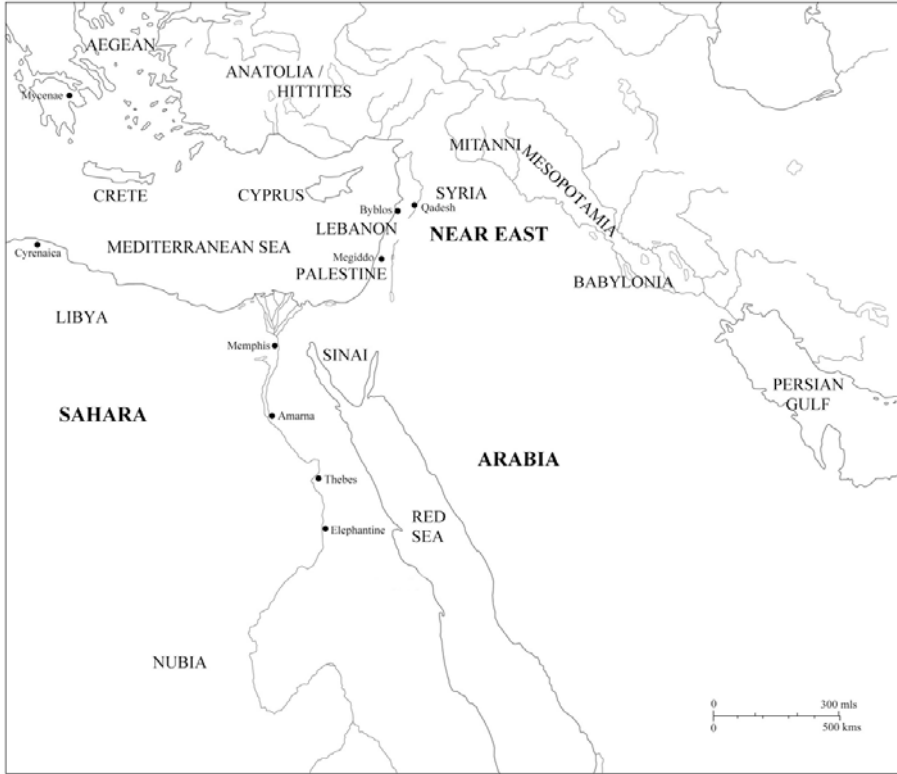 AEGEAN
ANATOLIA /
HITTITES
Mycenae
MITANNI
MESOPOTAMIA
CRETE
CYPRUS
SYRIA
Byblos
Qadesh
LEBANON
NEAR EAST
Cyrenaica
MEDITERRANEAN SEA
Megiddo
PALESTINE
BABYLONIA
LIBYA
Memphis
SINAI
PERSIAN
GULF
SAHARA
Amarna
ARABIA
Thebes
RED
SEA
Elephantine
NUBIA
0 300 mls
0 500 kms